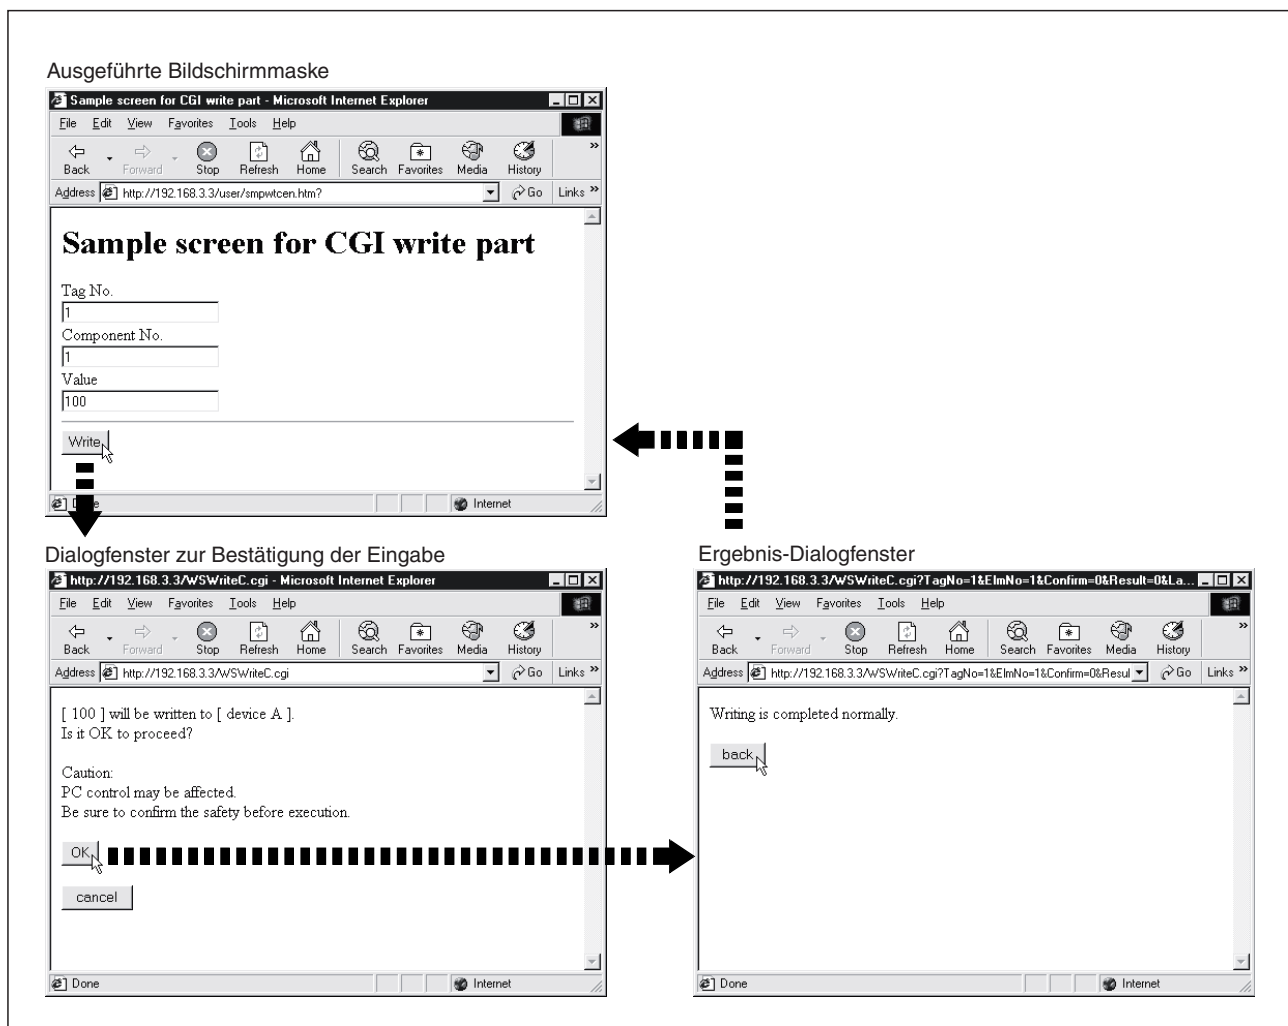 Ausgeführte Bildschirmmaske
Sample screen for CGI write part - Microsoft Internet Explorer
File Edit View Favorites Tools Help
Back Forward Stop Refresh Home Search Favorites Media History »
Address http://192.168.3.3/user/smpwtcen.htm? Go Links »
Sample screen for CGI write part
Tag No.
1
Component No.
1
Value
100
Write
Internet
Dialogfenster zur Bestätigung der Eingabe
http://192.168.3.3/WSWriteC.cgi - Microsoft Internet Explorer
File Edit View Favorites Tools Help
Back Forward Stop Refresh Home Search Favorites Media History »
Address http://192.168.3.3/WSWriteC.cgi Go Links »
[ 100 ] will be written to [ device A ].
Is it OK to proceed?
Caution:
PC control may be affected.
Be sure to confirm the safety before execution.
OK
cancel
Done Internet
Ergebnis-Dialogfenster
http://192.168.3.3/WSWriteC.cgi?TagNo=1&ElmNo=1&Confirm=0&Result=0&La...
File Edit View Favorites Tools Help
Back Forward Stop Refresh Home Search Favorites Media History »
Address http://192.168.3.3/WSWriteC.cgi?TagNo=1&ElmNo=1&Confirm=0&Resul Go Links »
Writing is completed normally.
back
Done Internet